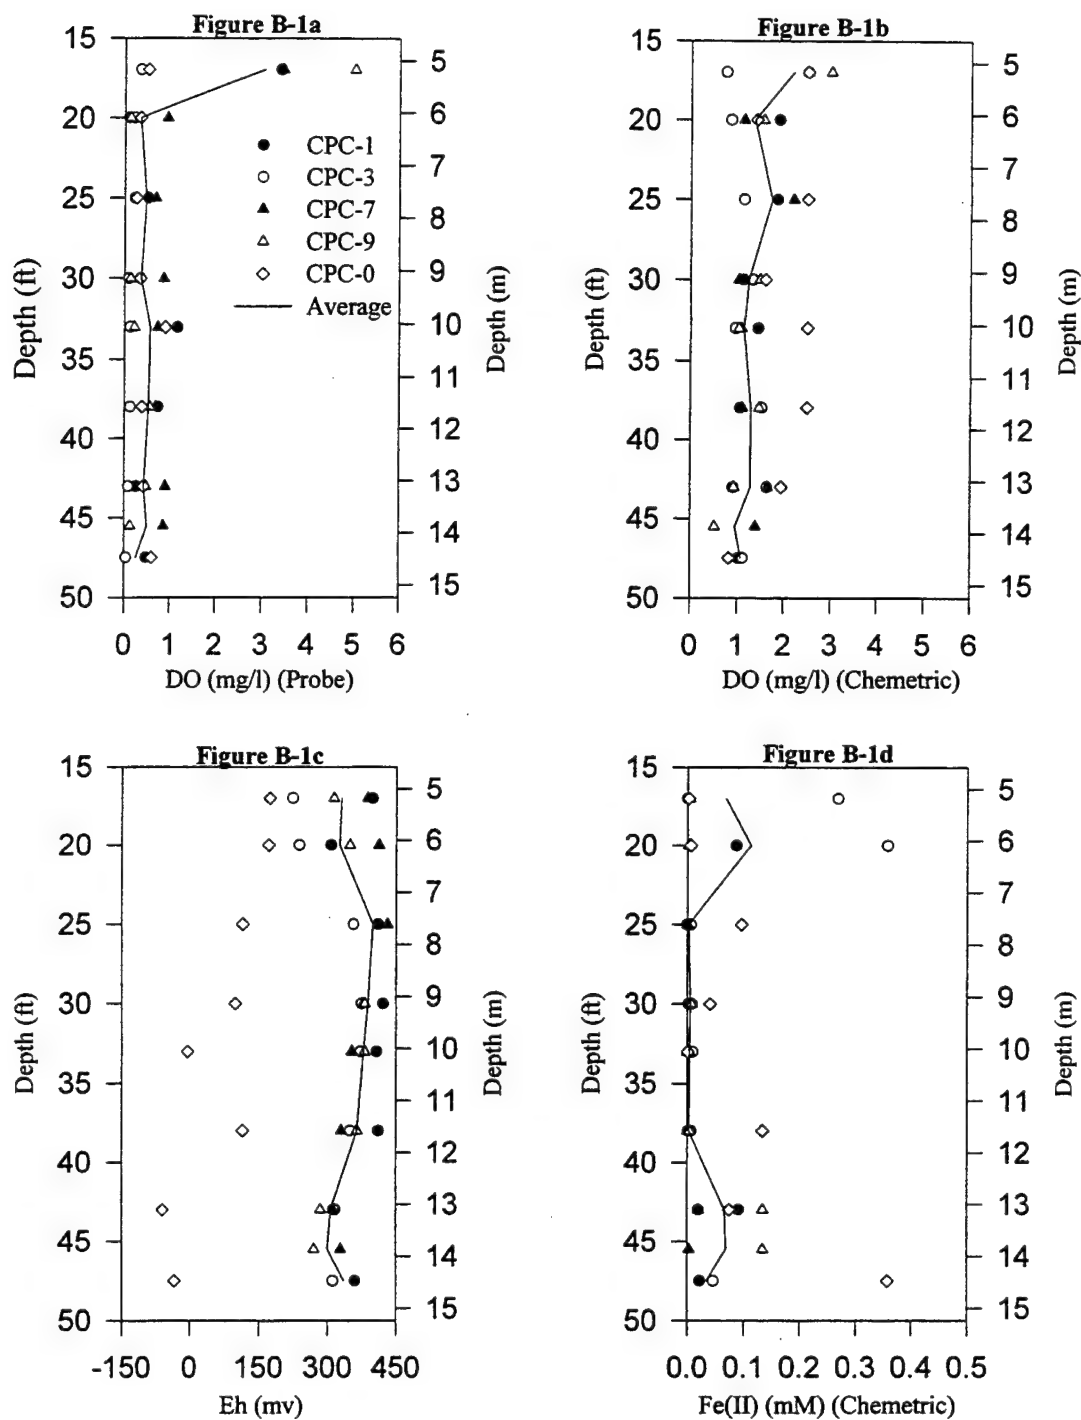 Figure B-1a
15
20
25
30
35
40
45
50
Depth (ft)
5
6
7
8
9
10
11
12
13
14
15
Depth (m)
CPC-1
CPC-3
CPC-7
CPC-9
CPC-0
Average
0 1 2 3 4 5 6
DO (mg/l) (Probe)
Figure B-1b
15
20
25
30
35
40
45
50
Depth (ft)
5
6
7
8
9
10
11
12
13
14
15
Depth (m)
0 1 2 3 4 5 6
DO (mg/l) (Chemetric)
Figure B-1c
15
20
25
30
35
40
45
50
Depth (ft)
5
6
7
8
9
10
11
12
13
14
15
Depth (m)
-150 0 150 300 450
Eh (mv)
Figure B-1d
15
20
25
30
35
40
45
50
Depth (ft)
5
6
7
8
9
10
11
12
13
14
15
Depth (m)
0.0 0.1 0.2 0.3 0.4 0.5
Fe(II) (mM) (Chemetric)